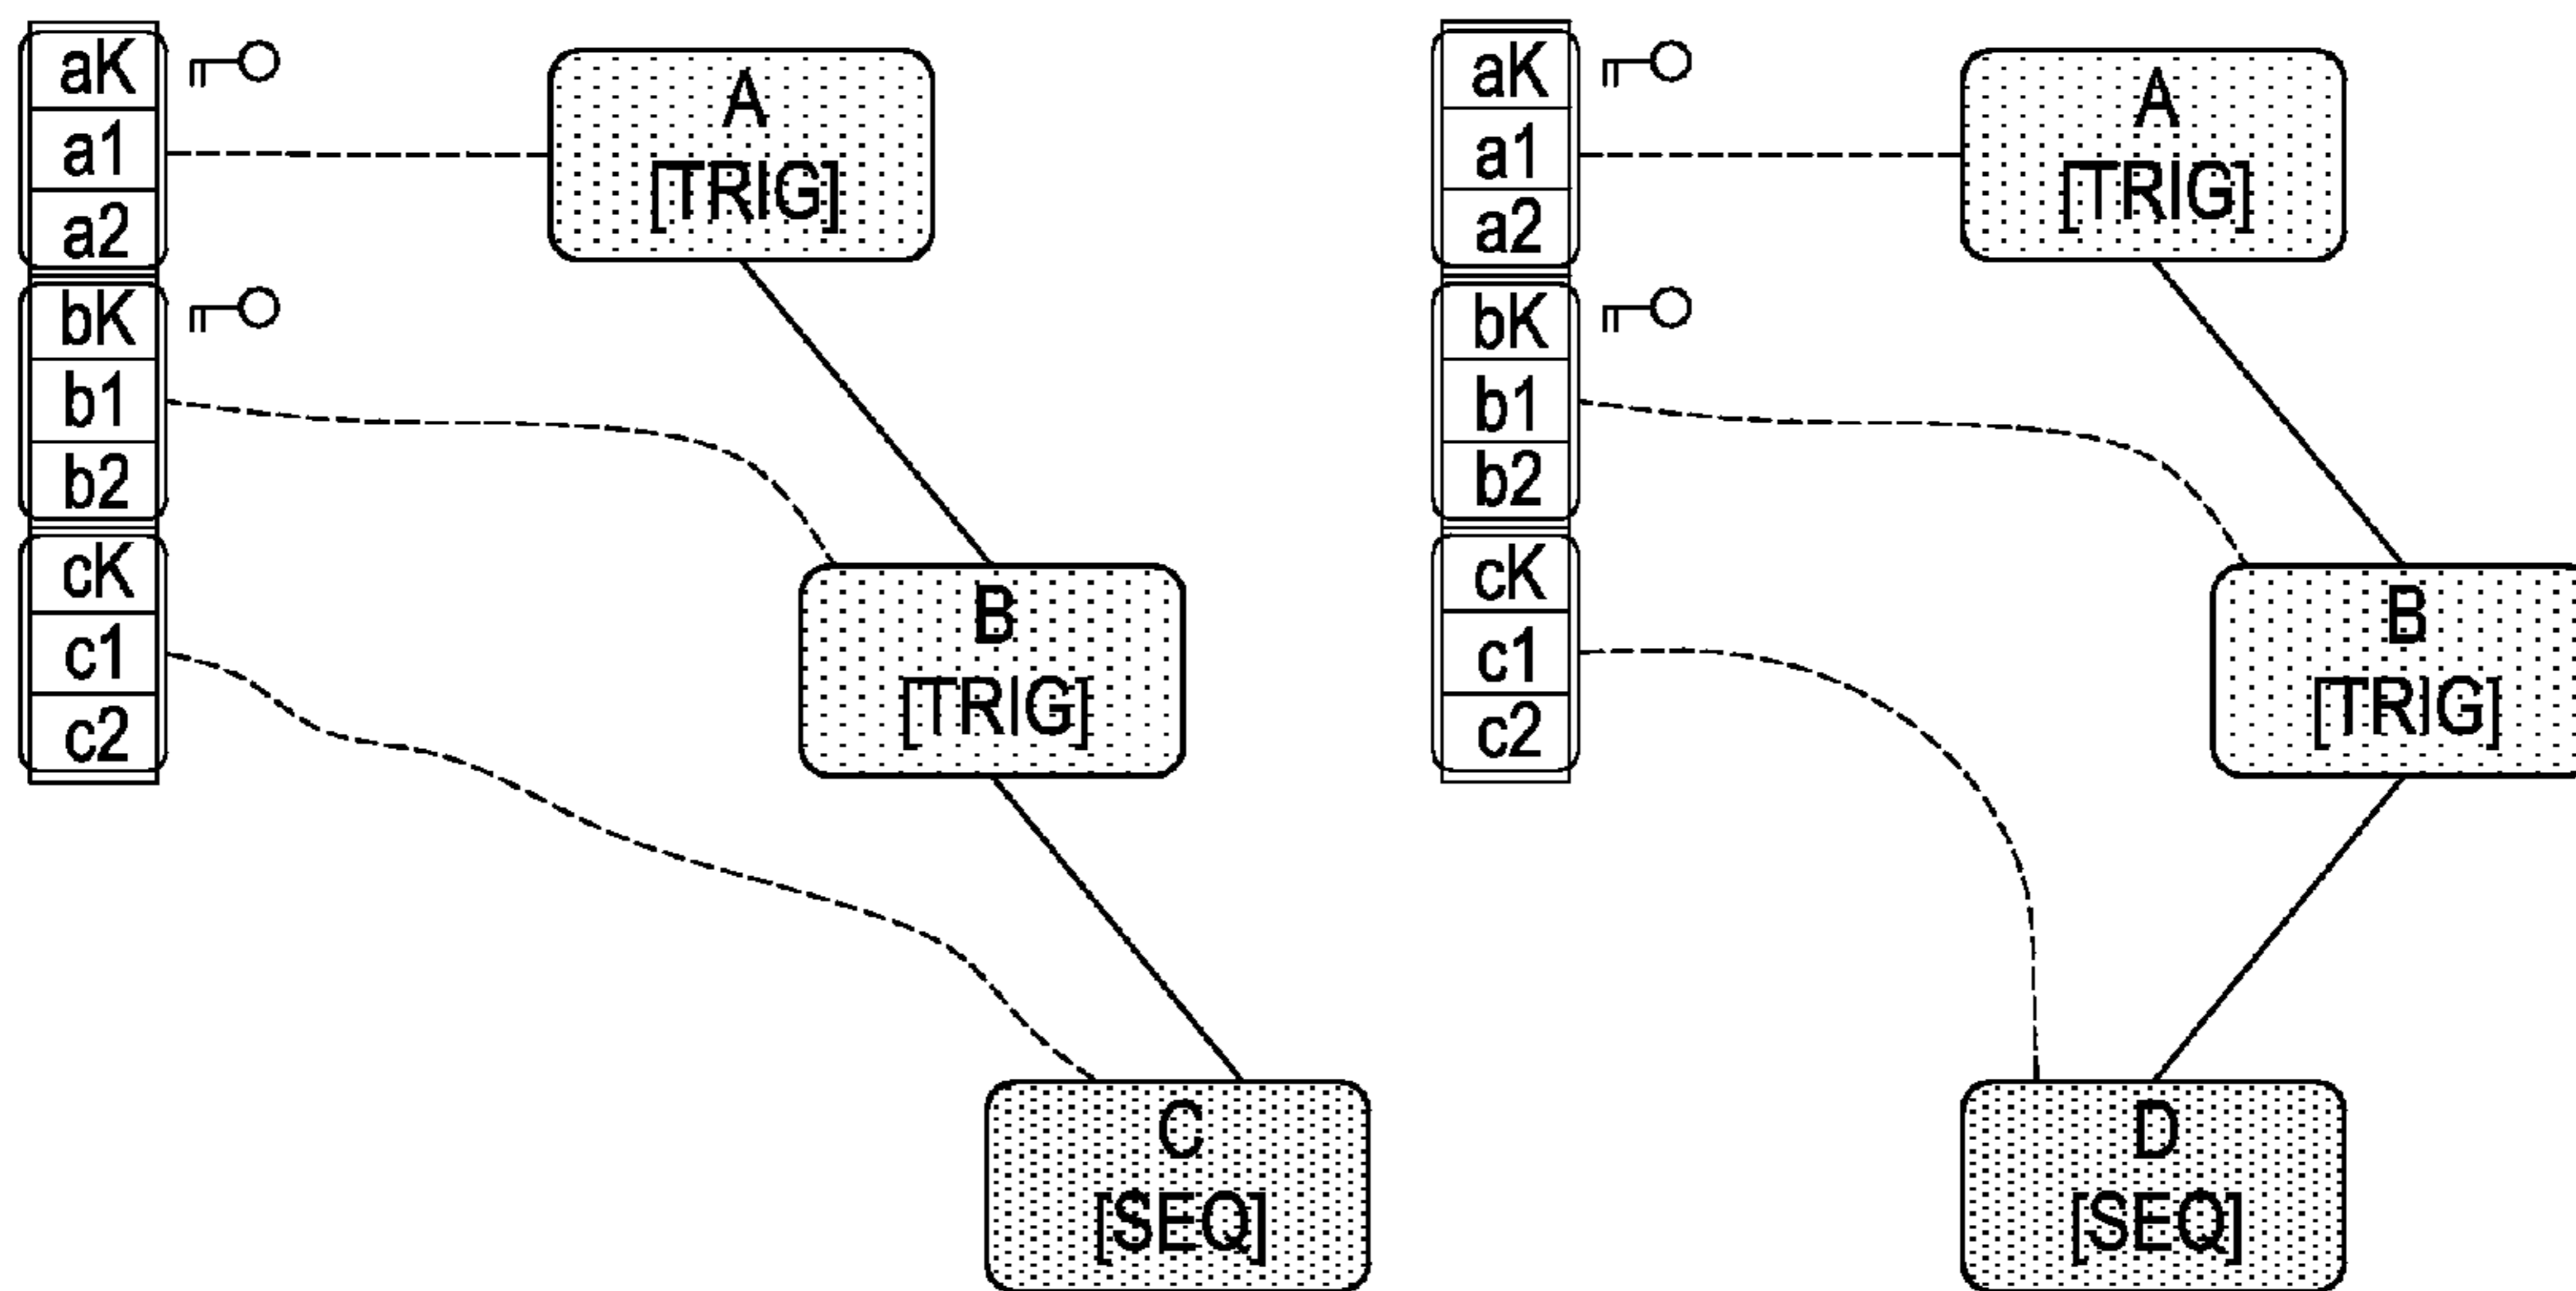 aK
a1
a2
bK
b1
b2
cK
c1
c2
A
[TRIG]
B
[TRIG]
C
[SEQ]
aK
a1
a2
bK
b1
b2
cK
c1
c2
A
[TRIG]
B
[TRIG]
D
[SEQ]